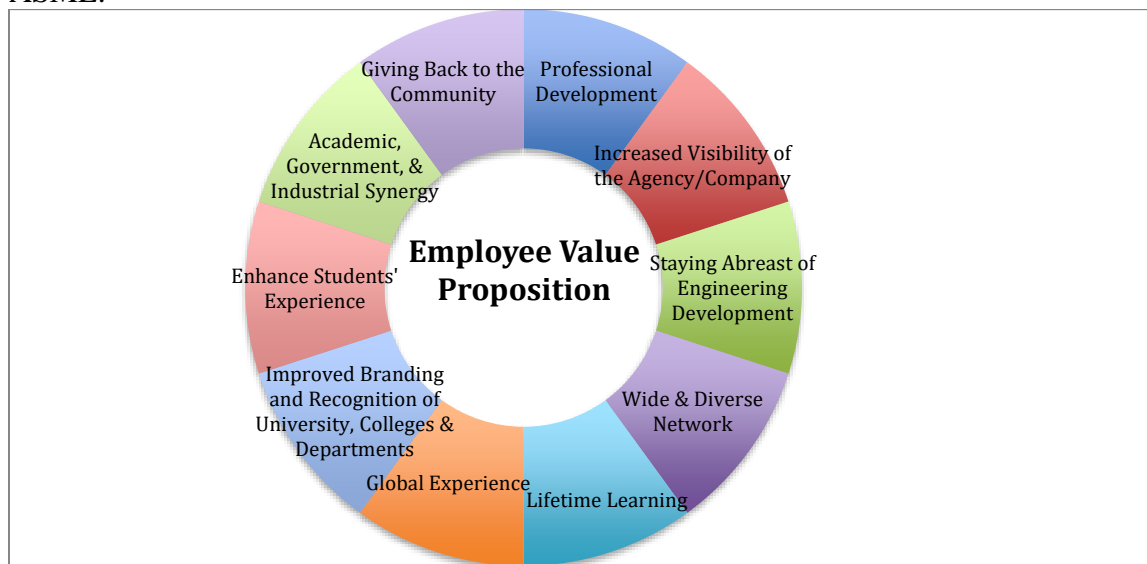 ASME:
Giving Back to the
Community
Professional
Development
Increased Visibility of
the Agency/Company
Staying Abreast of
Engineering
Development
Wide & Diverse
Network
Lifetime Learning
Global Experience
Improved Branding
and Recognition of
University, Colleges &
Departments
Enhance Students'
Experience
Academic,
Government, &
Industrial Synergy
Employee Value
Proposition